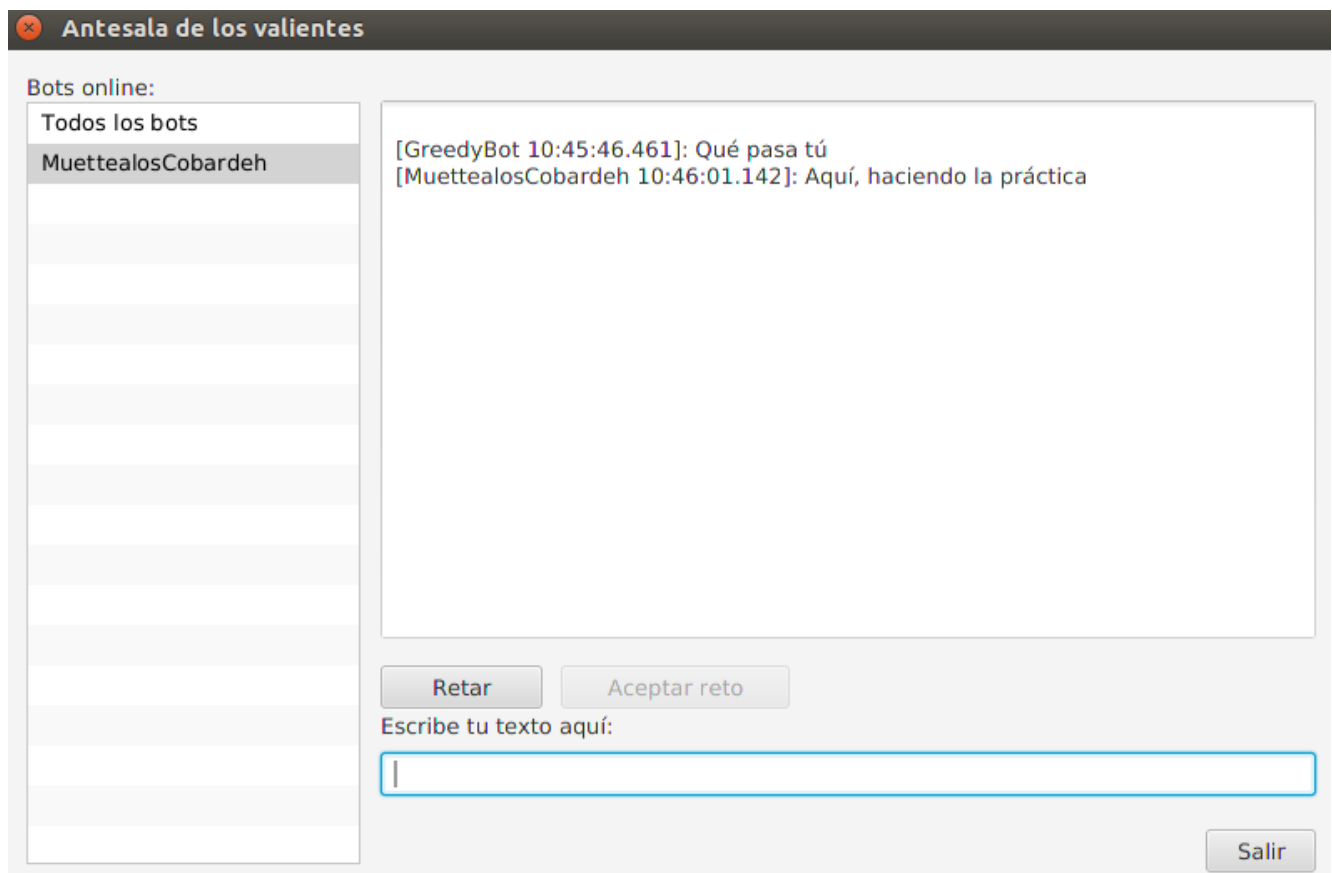 Antesala de los valientes
Bots online:
Todos los bots
MuettealosCobardeh
[GreedyBot 10:45:46.461]: Qué pasa tú
[MuettealosCobardeh 10:46:01.142]: Aquí, haciendo la práctica
Retar
Aceptar reto
Escribe tu texto aquí:
Salir